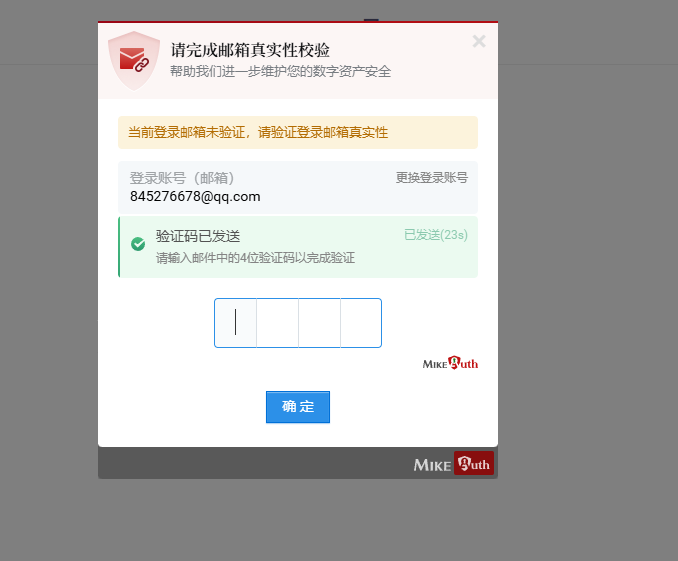 请完成邮箱真实性校验
帮助我们进一步维护您的数字资产安全
当前登录邮箱未验证，请验证登录邮箱真实性
登录账号（邮箱）
更换登录账号
845276678@qq.com
验证码已发送
已发送(23s)
请输入邮件中的4位验证码以完成验证
MIKEAuth
确 定
MIKE Auth